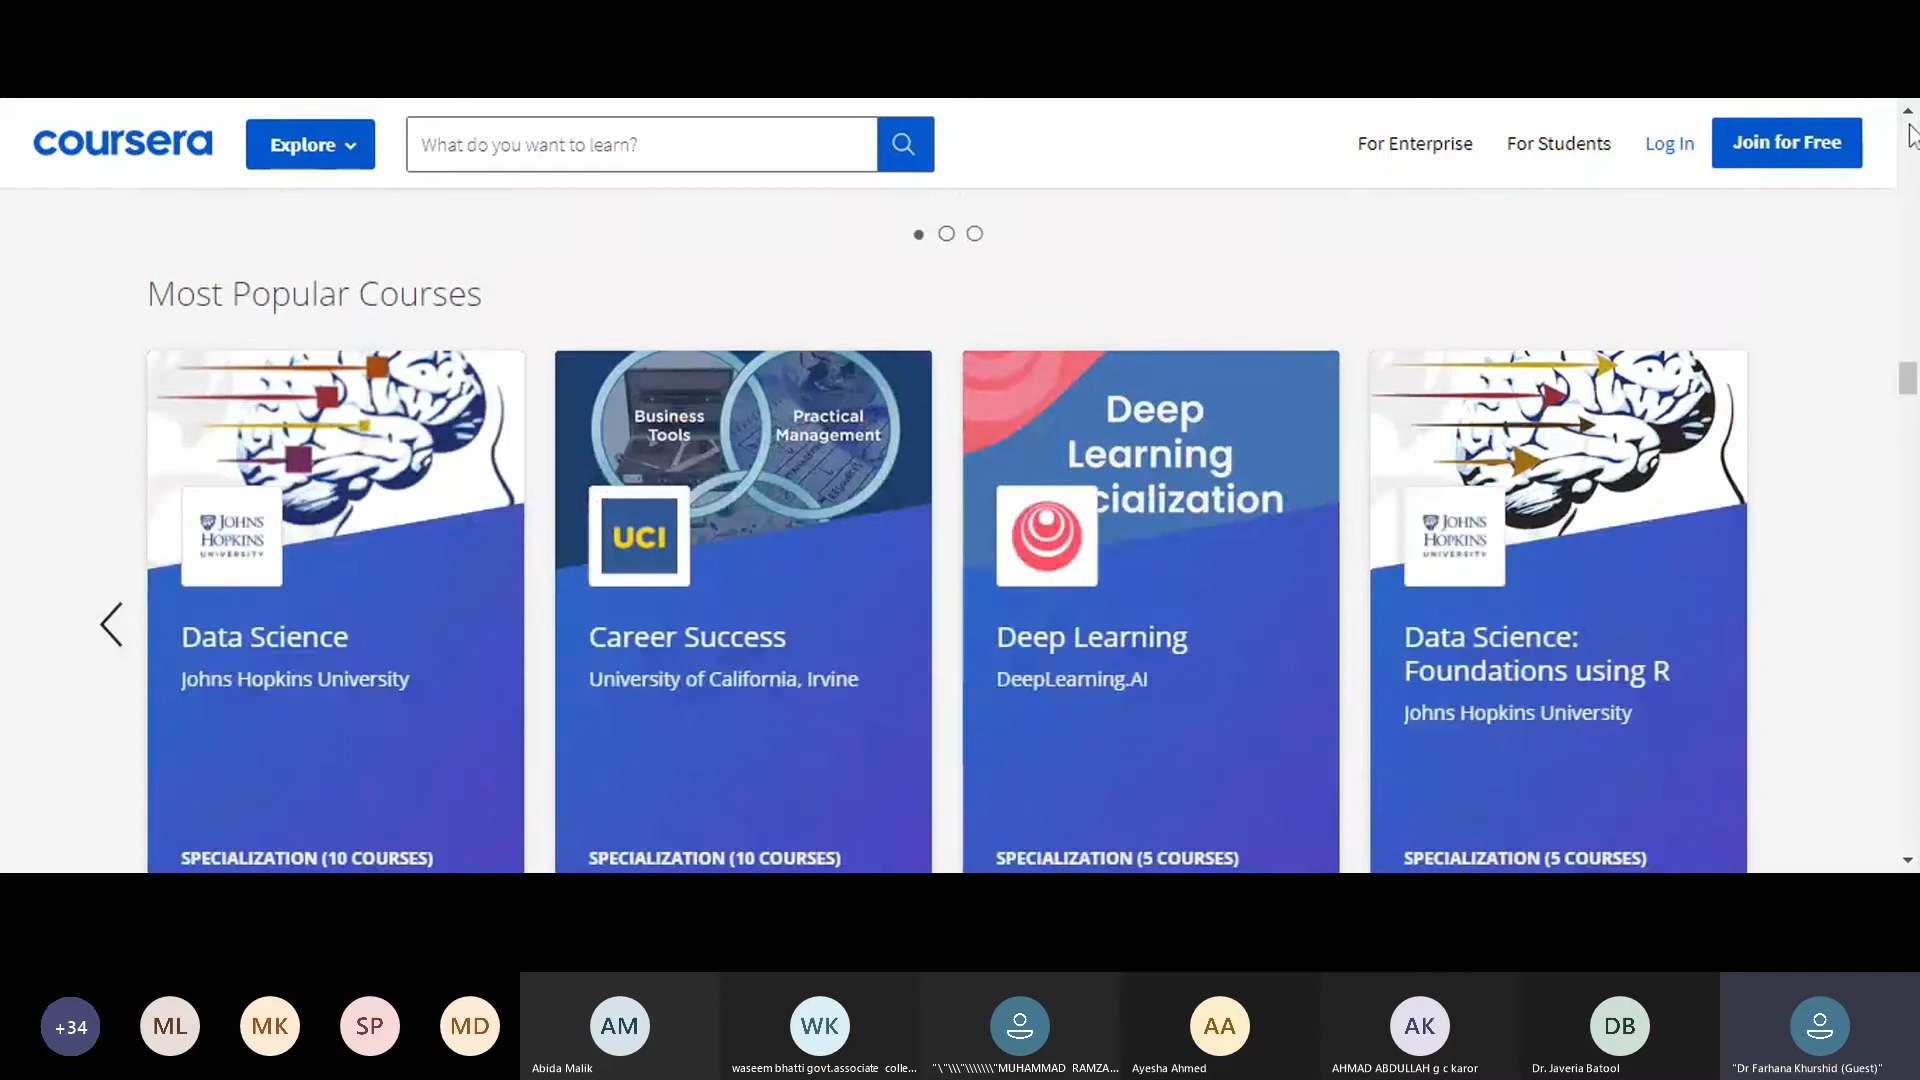 coursera
Explore
What do you want to learn?
For Enterprise
For Students
Log In
Join for Free
Most Popular Courses
JOHNS
HOPKINS
UNIVERSITY
Data Science
Johns Hopkins University
SPECIALIZATION (10 COURSES)
Business
Tools
Practical
Management
UCI
Career Success
University of California, Irvine
SPECIALIZATION (10 COURSES)
Deep
Learning
cialization
Deep Learning
DeepLearning.AI
SPECIALIZATION (5 COURSES)
JOHNS
HOPKINS
UNIVERSITY
Data Science:
Foundations using R
Johns Hopkins University
SPECIALIZATION (5 COURSES)
+34
ML
MK
SP
MD
AM
Abida Malik
WK
waseem bhatti govt.associate colle...
"\"\\\"\\\\\\\"MUHAMMAD RAMZA...
AA
Ayesha Ahmed
AK
AHMAD ABDULLAH g c karor
DB
Dr. Javeria Batool
"Dr Farhana Khurshid (Guest)"